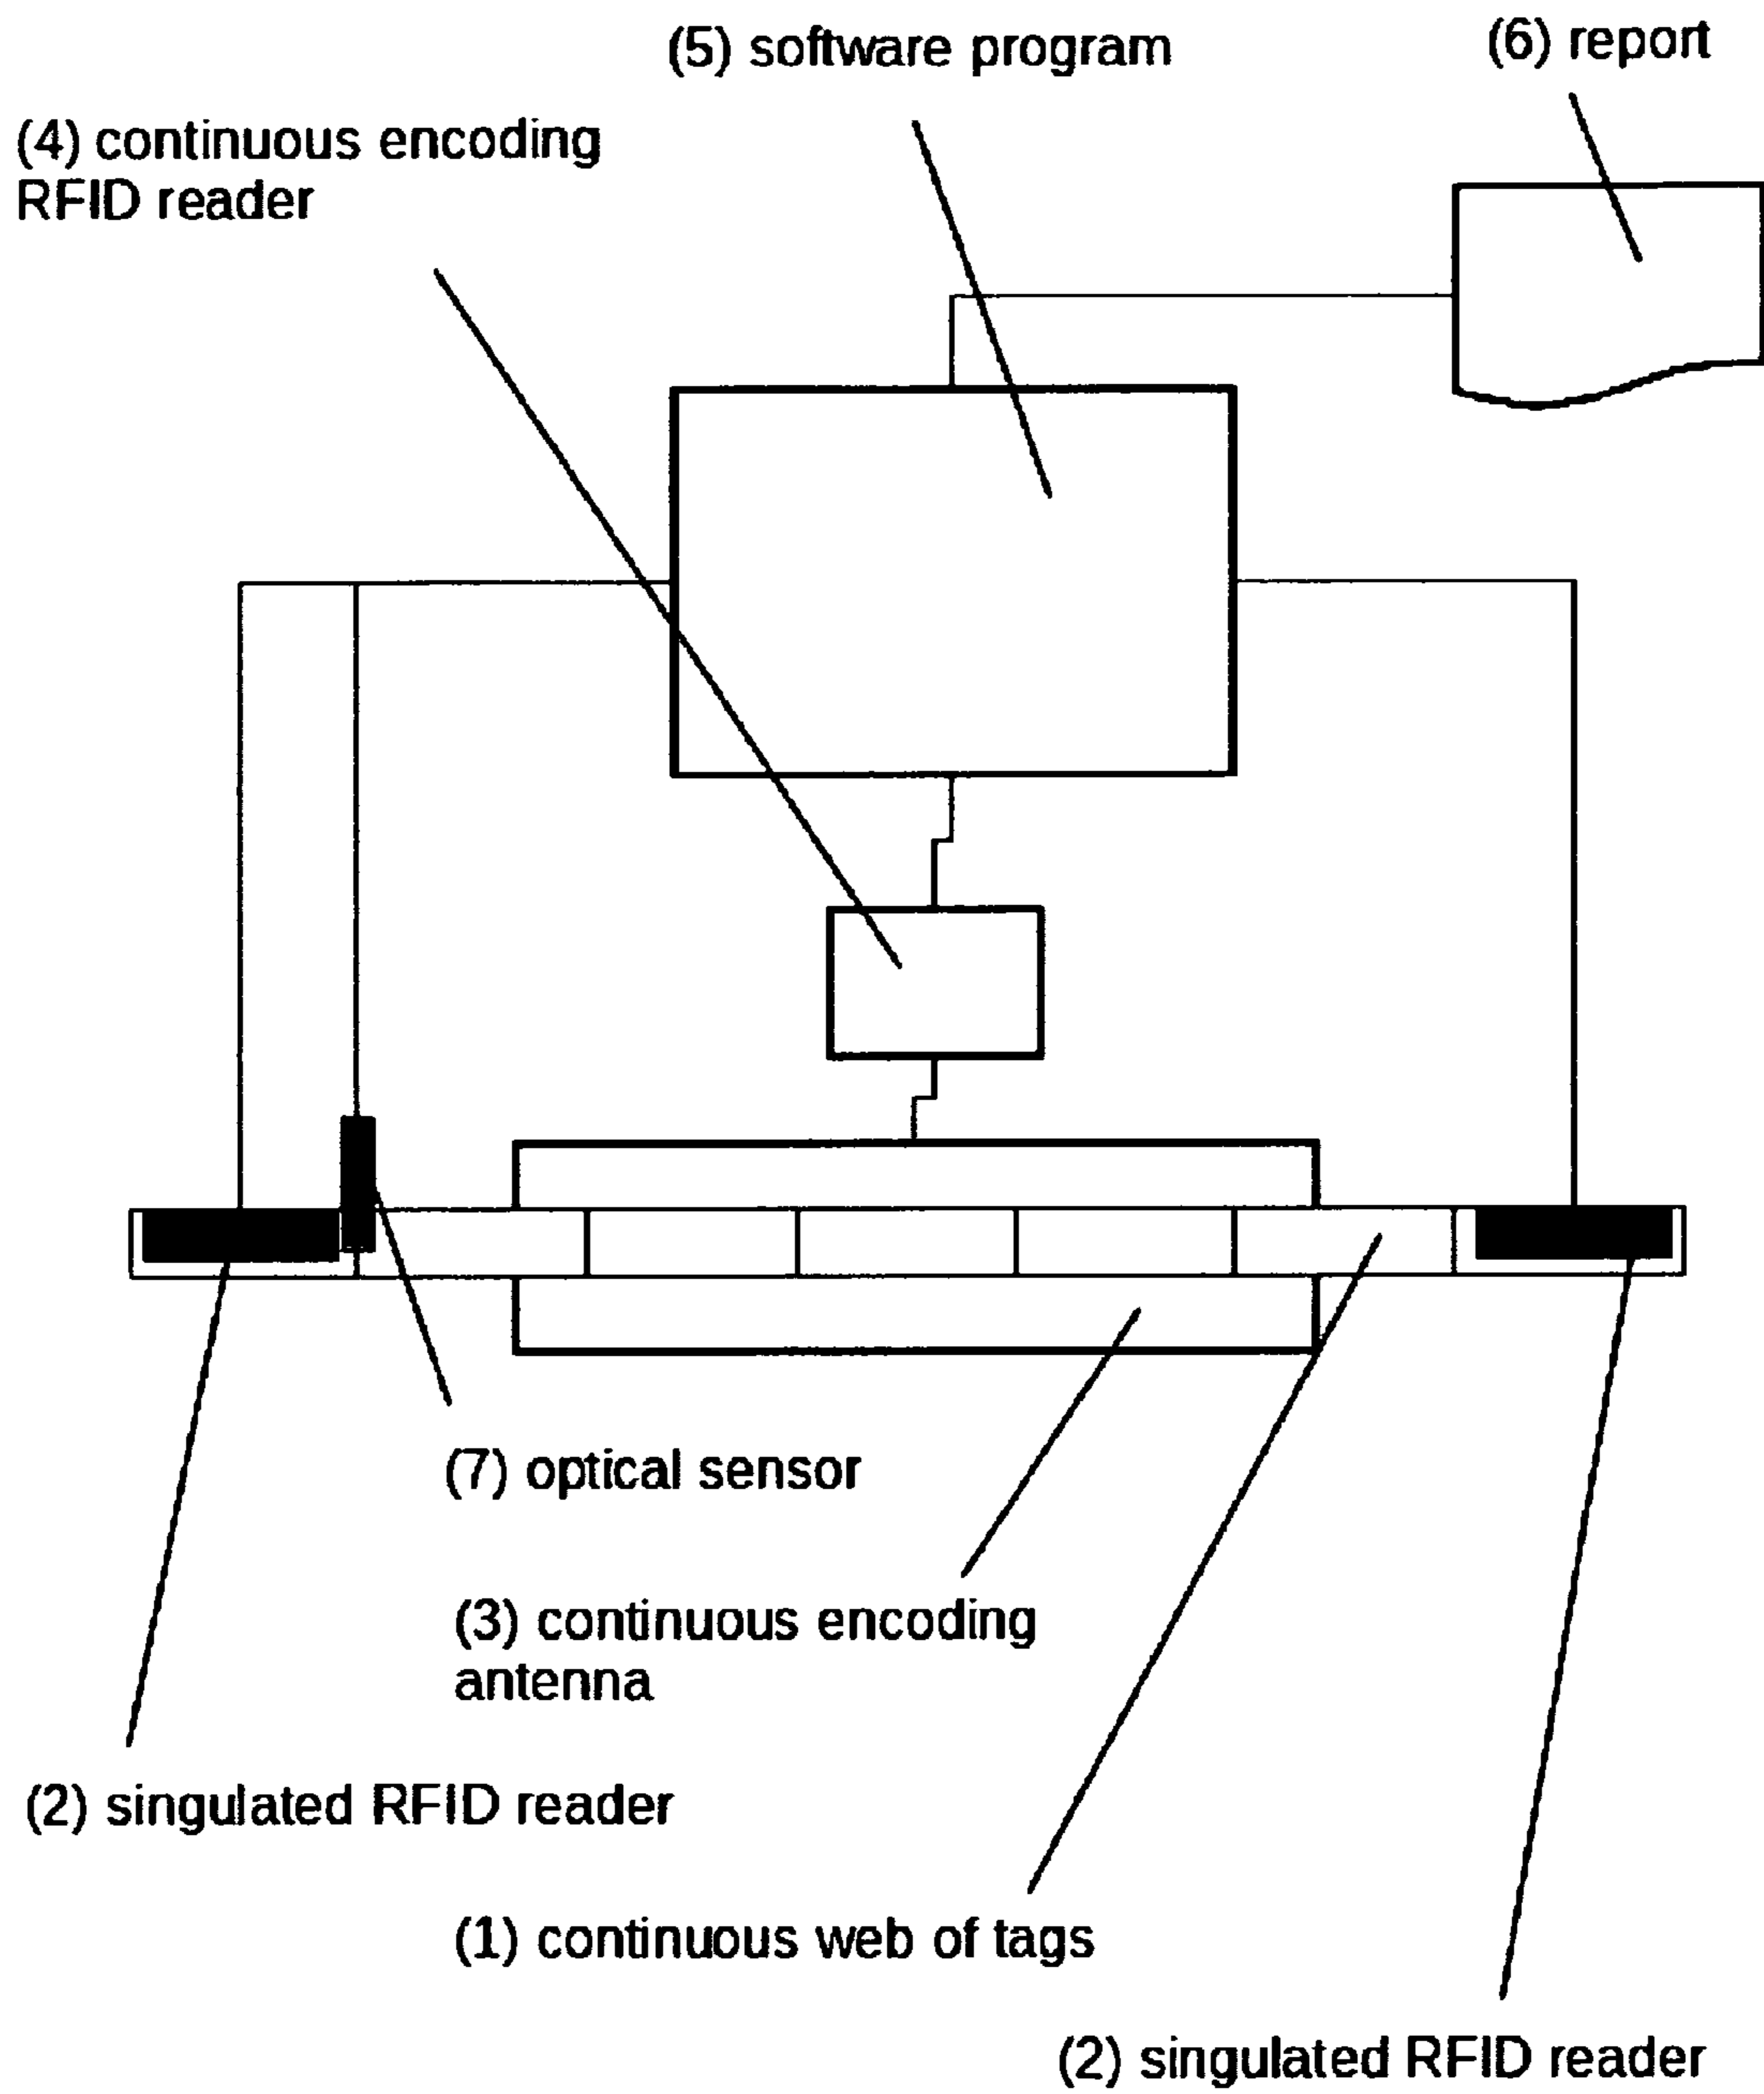 (5) software program
(6) report
(4) continuous encoding
RFID reader
(7) optical sensor
(3) continuous encoding
antenna
(2) singulated RFID reader
(1) continuous web of tags
(2) singulated RFID reader